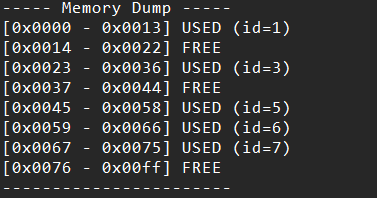 ----- Memory Dump -----
[0x0000 - 0x0013] USED (id=1)
[0x0014 - 0x0022] FREE
[0x0023 - 0x0036] USED (id=3)
[0x0037 - 0x0044] FREE
[0x0045 - 0x0058] USED (id=5)
[0x0059 - 0x0066] USED (id=6)
[0x0067 - 0x0075] USED (id=7)
[0x0076 - 0x00ff] FREE
-----------------------